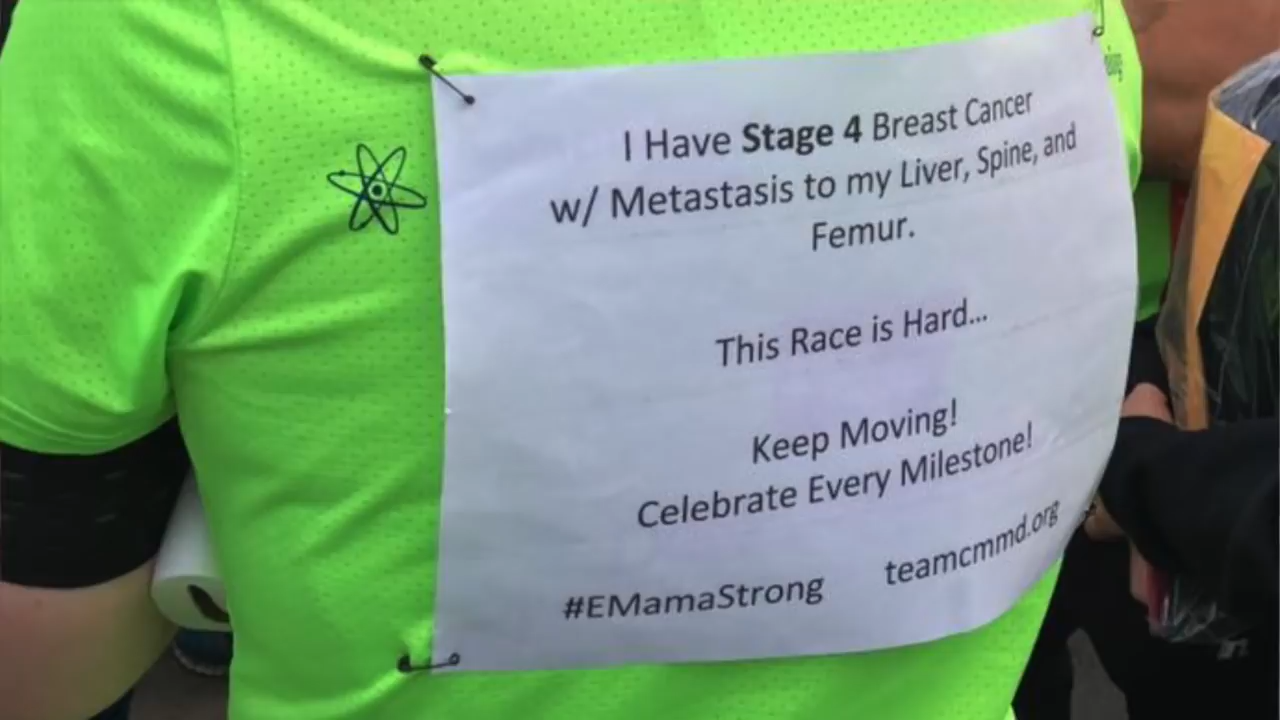 I Have Stage 4 Breast Cancer
w/ Metastasis to my Liver, Spine, and
Femur.
This Race is Hard...
Keep Moving!
Celebrate Every Milestone!
#EMamaStrong teamcmmd.org